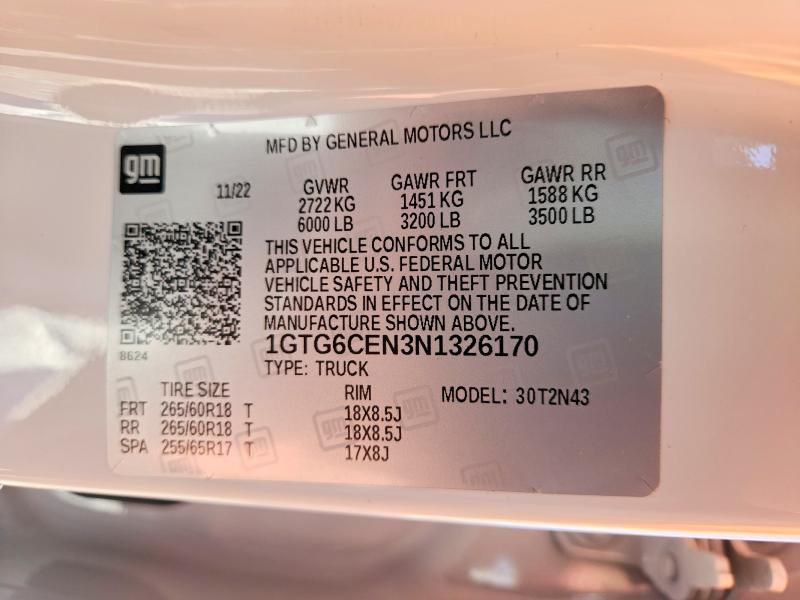 MFD BY GENERAL MOTORS LLC
gm
11/22 GVWR GAWR FRT GAWR RR
2722 KG 1451 KG 1588 KG
6000 LB 3200 LB 3500 LB
THIS VEHICLE CONFORMS TO ALL
APPLICABLE U.S. FEDERAL MOTOR
VEHICLE SAFETY AND THEFT PREVENTION
STANDARDS IN EFFECT ON THE DATE OF
MANUFACTURE SHOWN ABOVE.
8624
1GTG6CEN3N1326170
TYPE: TRUCK
TIRE SIZE RIM MODEL: 30T2N43
FRT 265/60R18 T 18X8.5J
RR 265/60R18 T 18X8.5J
SPA 255/65R17 T 17X8J